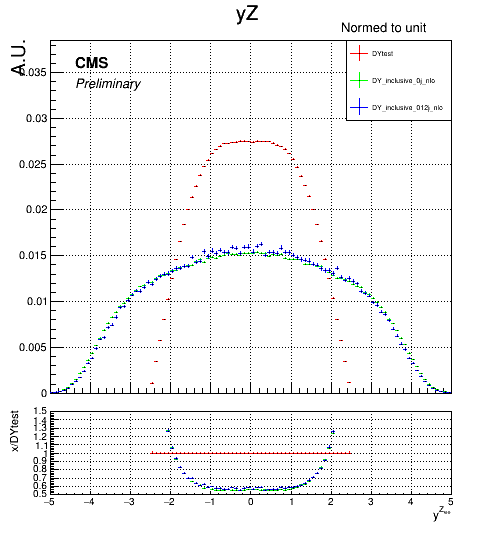 yZ
Normed to unit
A.U.
CMS
Preliminary
DYtest
DY_inclusive_0j_nlo
DY_inclusive_012j_nlo
0.035
0.03
0.025
0.02
0.015
0.01
0.005
0
x/DYtest
1.5
1.4
1.3
1.2
1.1
1
0.9
0.8
0.7
0.6
0.5
−5 −4 −3 −2 −1 0 1 2 3 4 5
y^Z_ee